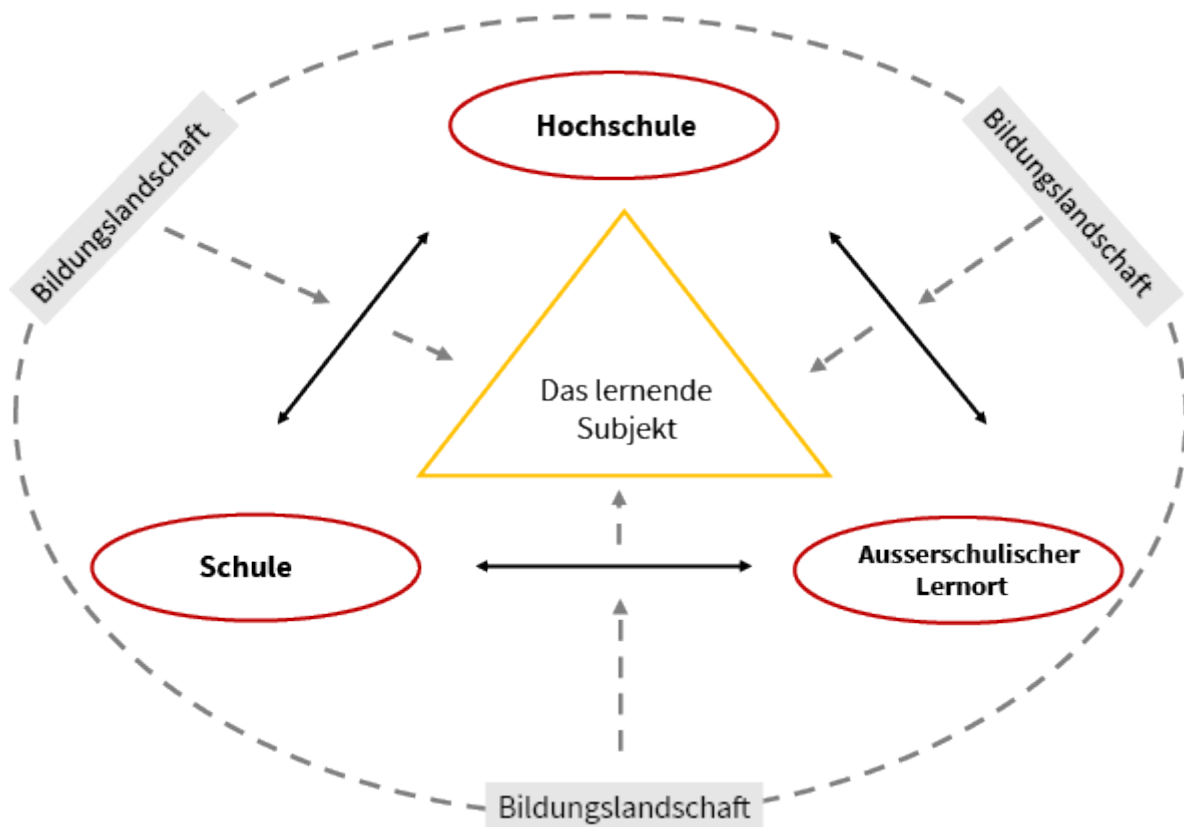 Hochschule
Bildungslandschaft
Bildungslandschaft
Das lernende
Subjekt
Schule
Ausserschulischer
Lernort
Bildungslandschaft